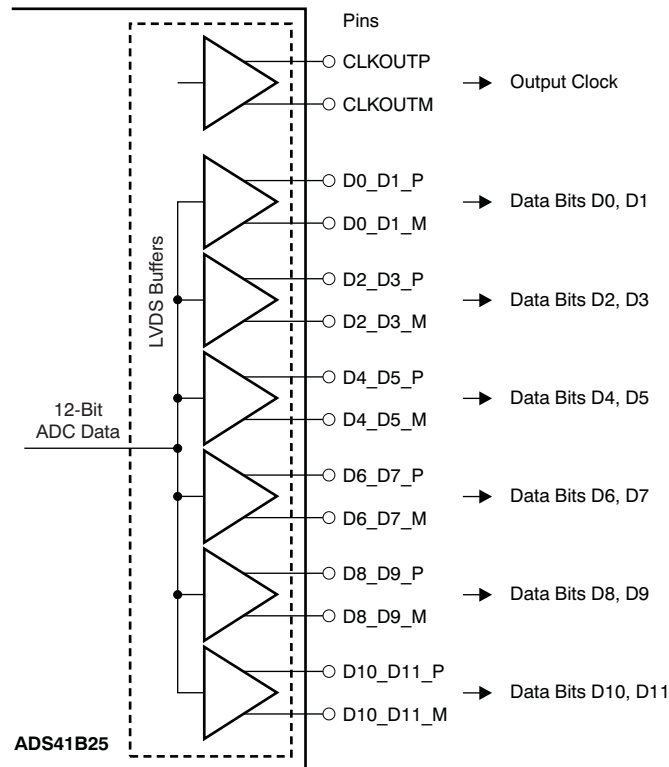 Pins
CLKOUTP
CLKOUTM
Output Clock
D0_D1_P
D0_D1_M
Data Bits D0, D1
D2_D3_P
D2_D3_M
Data Bits D2, D3
D4_D5_P
D4_D5_M
Data Bits D4, D5
D6_D7_P
D6_D7_M
Data Bits D6, D7
D8_D9_P
D8_D9_M
Data Bits D8, D9
D10_D11_P
D10_D11_M
Data Bits D10, D11
LVDS Buffers
12-Bit
ADC Data
ADS41B25